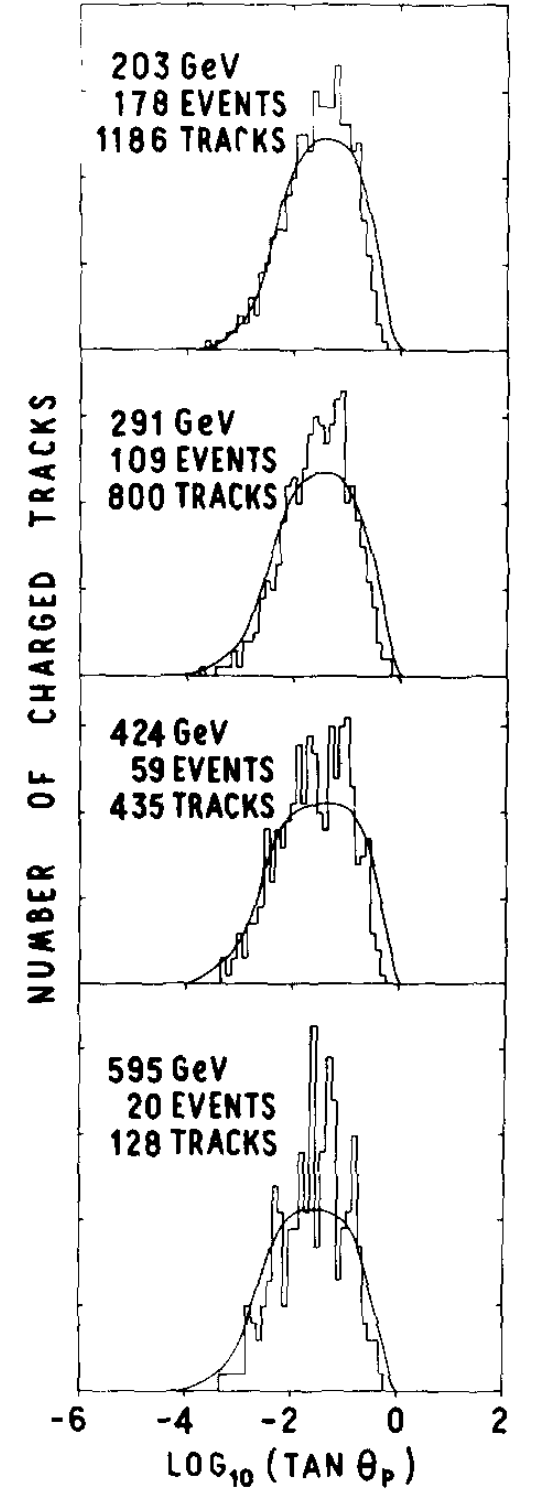 203 GeV
178 EVENTS
1186 TRACKS
291 GeV
109 EVENTS
800 TRACKS
424 GeV
59 EVENTS
435 TRACKS
595 GeV
20 EVENTS
128 TRACKS
NUMBER OF CHARGED TRACKS
-6 -4 -2 0 2
LOG₁₀ (TAN θₚ)